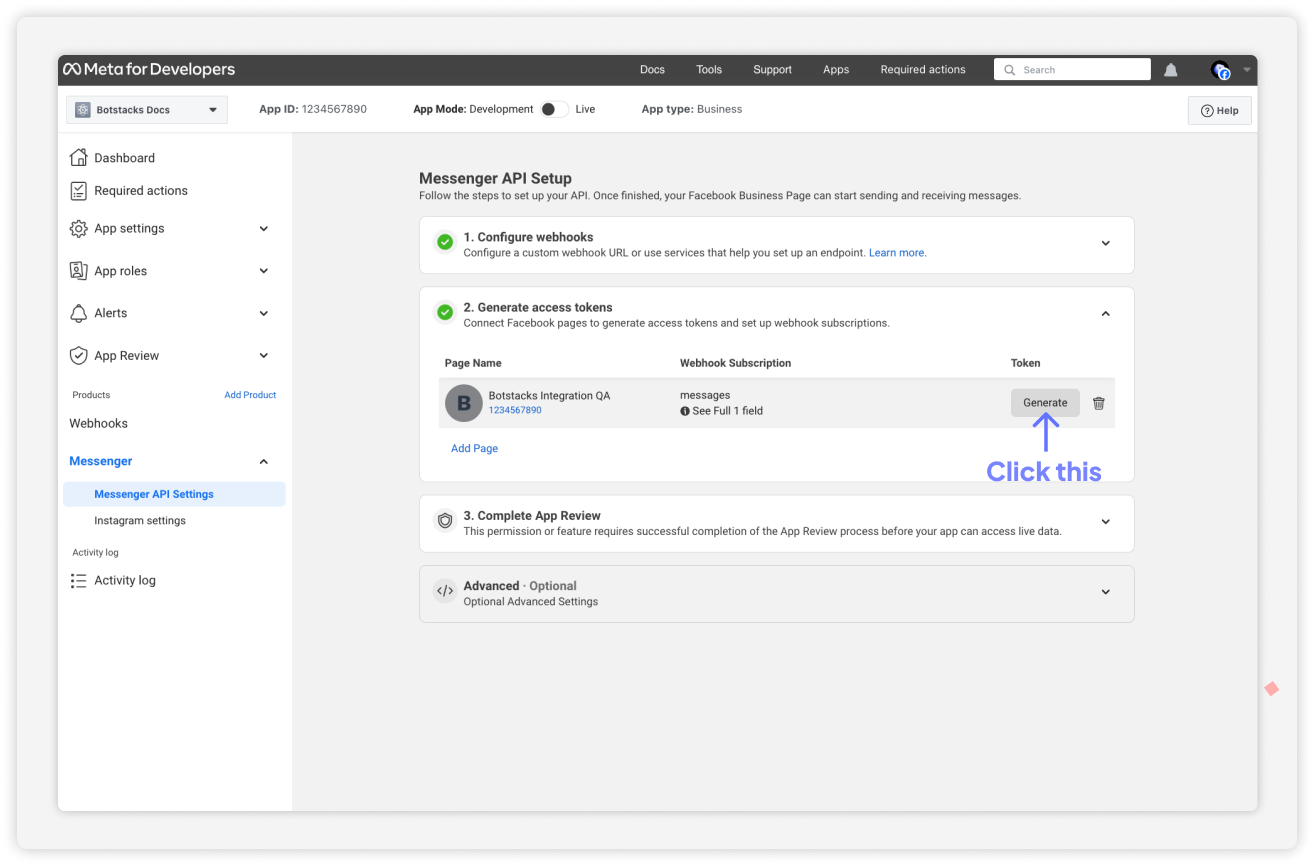 Meta for Developers
Docs
Tools
Support
Apps
Required actions
Search
Botstacks Docs
App ID: 1234567890
App Mode: Development
Live
App type: Business
Help
Dashboard
Required actions
App settings
App roles
Alerts
App Review
Products
Add Product
Webhooks
Messenger
Messenger API Settings
Instagram settings
Activity log
Activity log
Messenger API Setup
Follow the steps to set up your API. Once finished, your Facebook Business Page can start sending and receiving messages.
1. Configure webhooks
Configure a custom webhook URL or use services that help you set up an endpoint. Learn more.
2. Generate access tokens
Connect Facebook pages to generate access tokens and set up webhook subscriptions.
Page Name
Webhook Subscription
Token
B
Botstacks Integration QA
1234567890
messages
See Full 1 field
Generate
Add Page
Click this
3. Complete App Review
This permission or feature requires successful completion of the App Review process before your app can access live data.
Advanced · Optional
Optional Advanced Settings